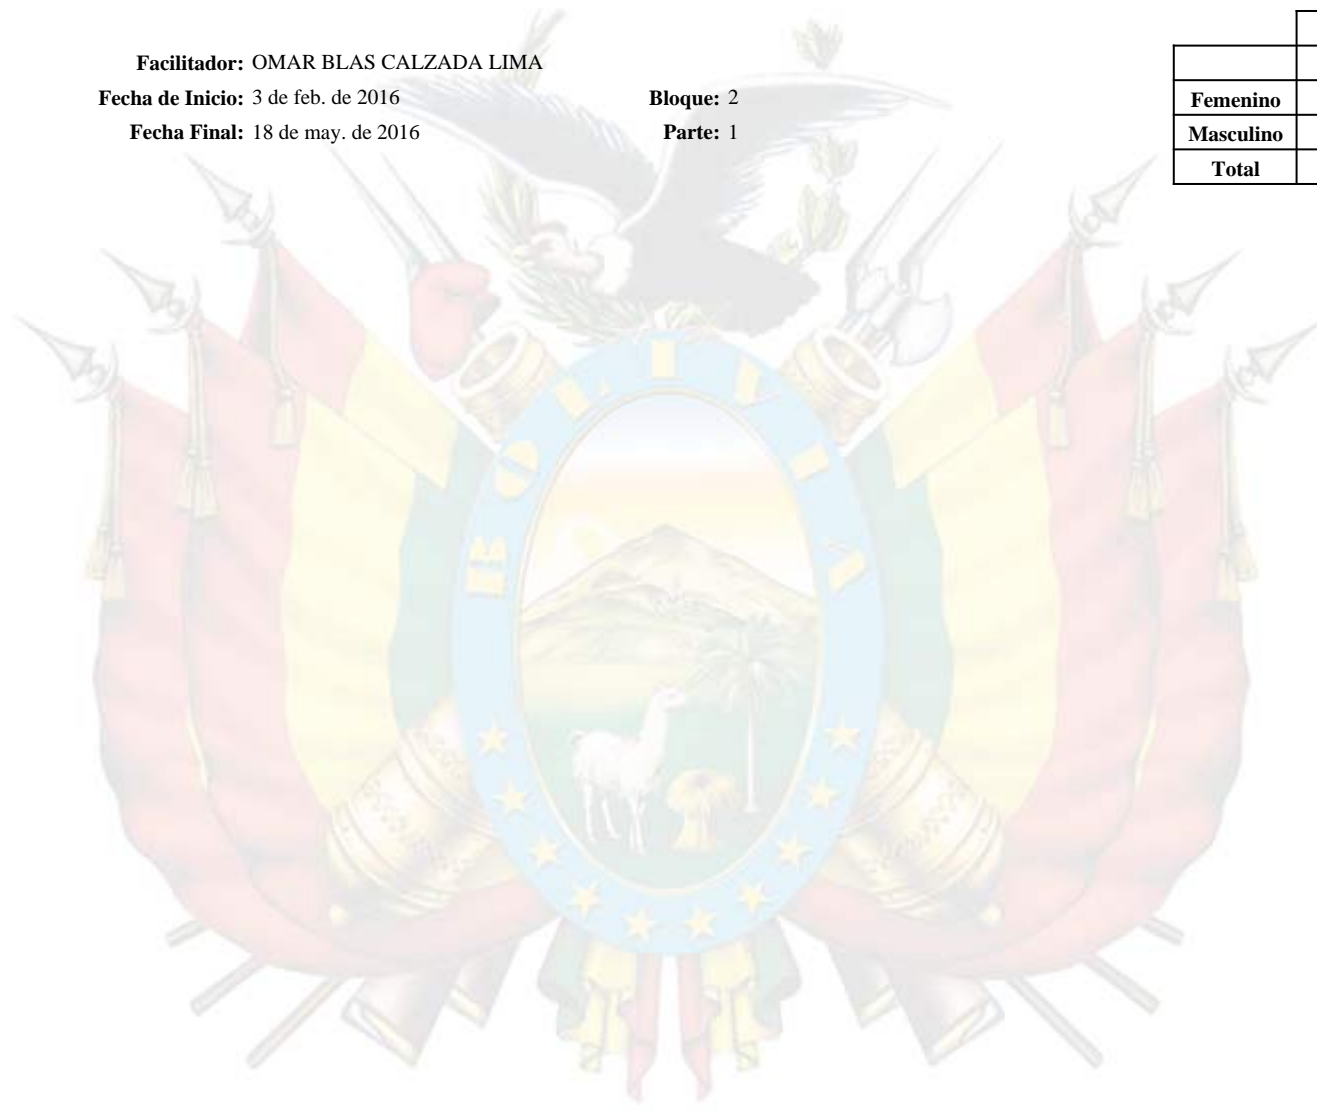 Facilitador: OMAR BLAS CALZADA LIMA
Fecha de Inicio: 3 de feb. de 2016 Bloque: 2
Fecha Final: 18 de may. de 2016 Parte: 1
Femenino
Masculino
Total
BOLIVIA